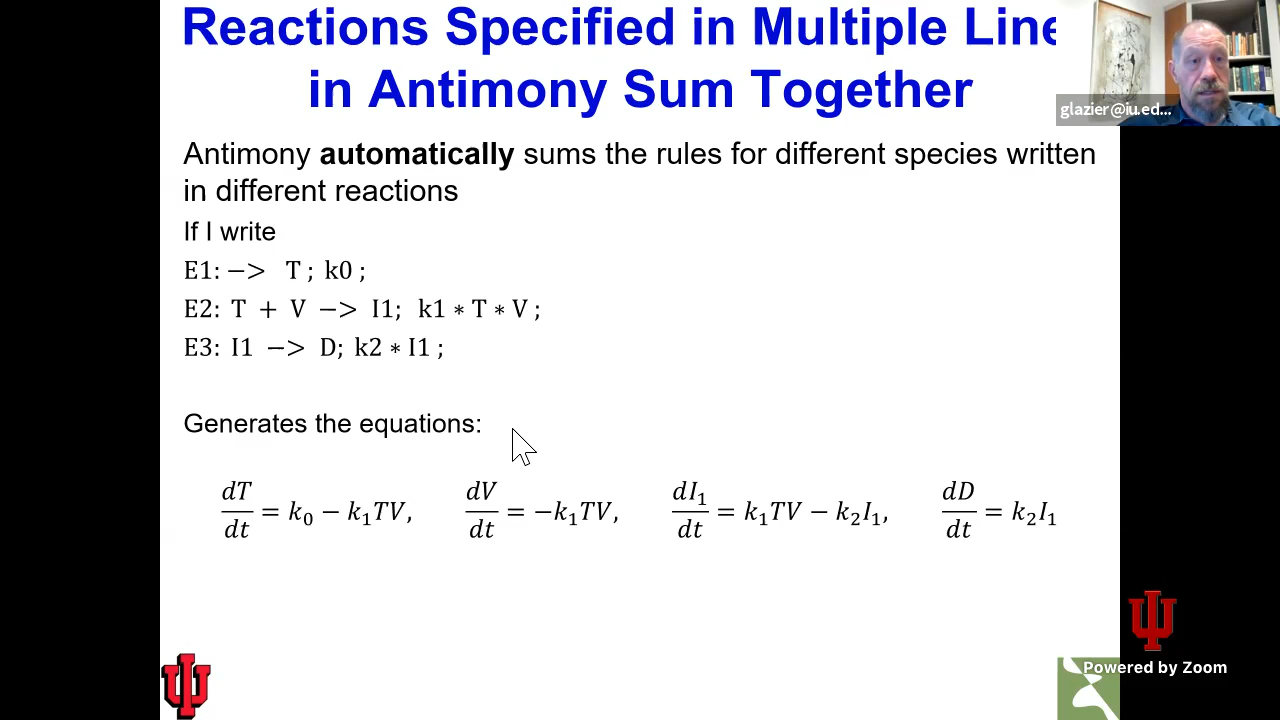 Reactions Specified in Multiple Line
in Antimony Sum Together
glazier@iu.ed...
Antimony automatically sums the rules for different species written
in different reactions
If I write
E1: −> T ; k0 ;
E2: T + V −> I1; k1 ∗ T ∗ V ;
E3: I1 −> D; k2 ∗ I1 ;
Generates the equations:
dT/dt = k₀ − k₁TV, dV/dt = −k₁TV, dI₁/dt = k₁TV − k₂I₁, dD/dt = k₂I₁
Powered by Zoom